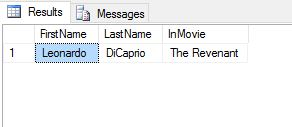 Results Messages
FirstName LastName InMovie
1 Leonardo DiCaprio The Revenant